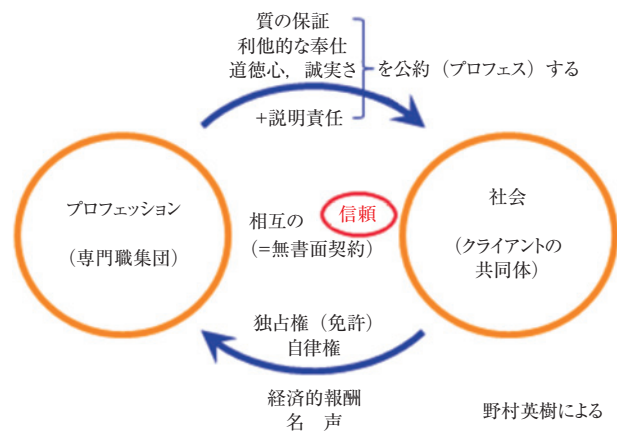 質の保証
利他的な奉仕
道徳心，誠実さ を公約（プロフェス）する
+説明責任
プロフェッション
（専門職集団）
相互の 信頼
（=無書面契約）
社会
（クライアントの
共同体）
独占権（免許）
自律権
経済的報酬
名　声
野村英樹による